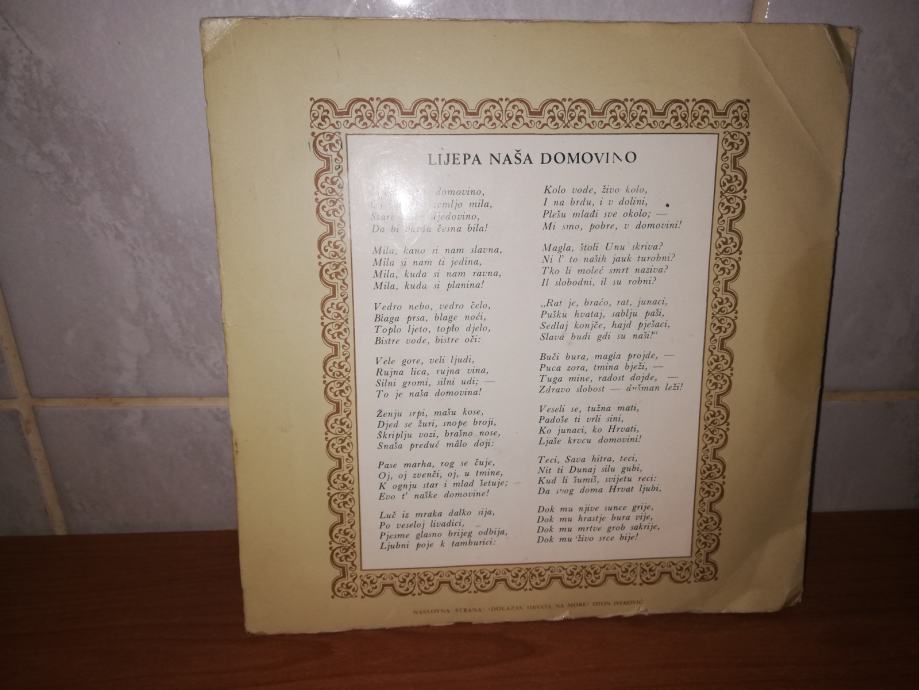 LIJEPA NAŠA DOMOVINO
domovino,
zemljo mila,
Stare djedovino,
Da bi vazda česna bila!
Mila, kano si nam slavna,
Mila si nam ti jedina,
Mila, kuda si nam ravna,
Mila, kuda si planina!
Vedro nebo, vedro čelo,
Blaga prsa, blage noći,
Toplo ljeto, toplo djelo,
Bistre vode, bistre oči:
Vele gore, veli ljudi,
Rujna lica, rujna vina,
Silni gromi, silni udi; —
To je naša domovina!
Ženju srpi, mašu kose,
Djed se žuri, snope broji,
Škriplju vozi, brašno nose,
Snaša preduć málo doji:
Pase marha, rog se čuje,
Oj, oj zvenči, oj, u tmine,
K ognju star i mlad šetuje; —
Evo t' naške domovine!
Luč iz mraka dalko sija,
Po veseloj livadici,
Pjesme glasno brijeg odbija,
Ljubni poje k tamburici:
Kolo vode, živo kolo,
I na brdu, i v dolini,
Plešu mladi sve okolo; —
Mi smo, pobre, v domovini!
Magla, štoli Unu skriva?
Ni l' to naših jauk turobni?
Tko li moleć smrt naziva?
Il slobodni, il su robni?
„Rat je, braćo, rat, junaci,
Pušku hvataj, sablju paši,
Sedlaj konjče, hajd pješaci,
Slava budi gdi su naši!"
Buči bura, magla projde, —
Puca zora, tmina bježi, —
Tuga mine, radost dojde, —
Zdravo slobost — dušman leži!
Veseli se, tužna mati,
Padoše ti vrli sini,
Ko junaci, ko Hrvati,
Ljaše krvcu domovini!
Teci, Sava hitra, teci,
Nit ti Dunaj silu gubi,
Kud li šumiš, svijetu reci:
Da svog doma Hrvat ljubi,
Dok mu njive sunce grije,
Dok mu hrastje bura vije,
Dok mu mrtve grob sakrije,
Dok mu živo srce bije!
NASLOVNA STRANA: »DOLAZAK HRVATA NA MORE« OTON IVEKOVIĆ